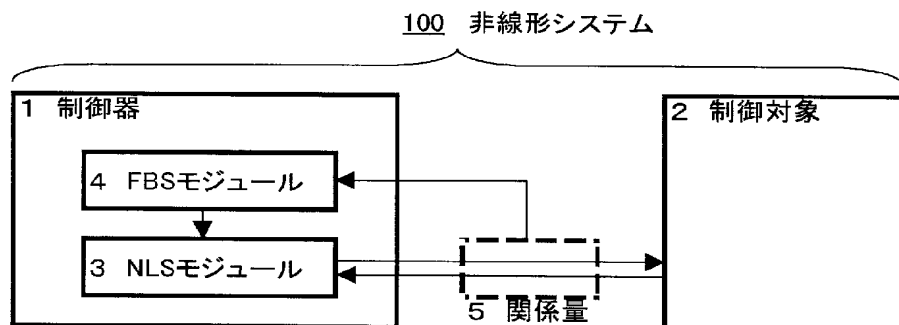 100 非線形システム
1 制御器
2 制御対象
4 FBSモジュール
3 NLSモジュール
5 関係量